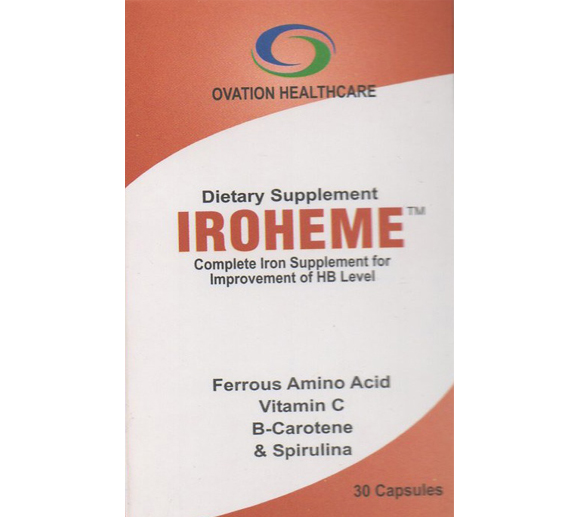 OVATION HEALTHCARE
Dietary Supplement
IROHEME™
Complete Iron Supplement for
Improvement of HB Level
Ferrous Amino Acid
Vitamin C
B-Carotene
& Spirulina
30 Capsules